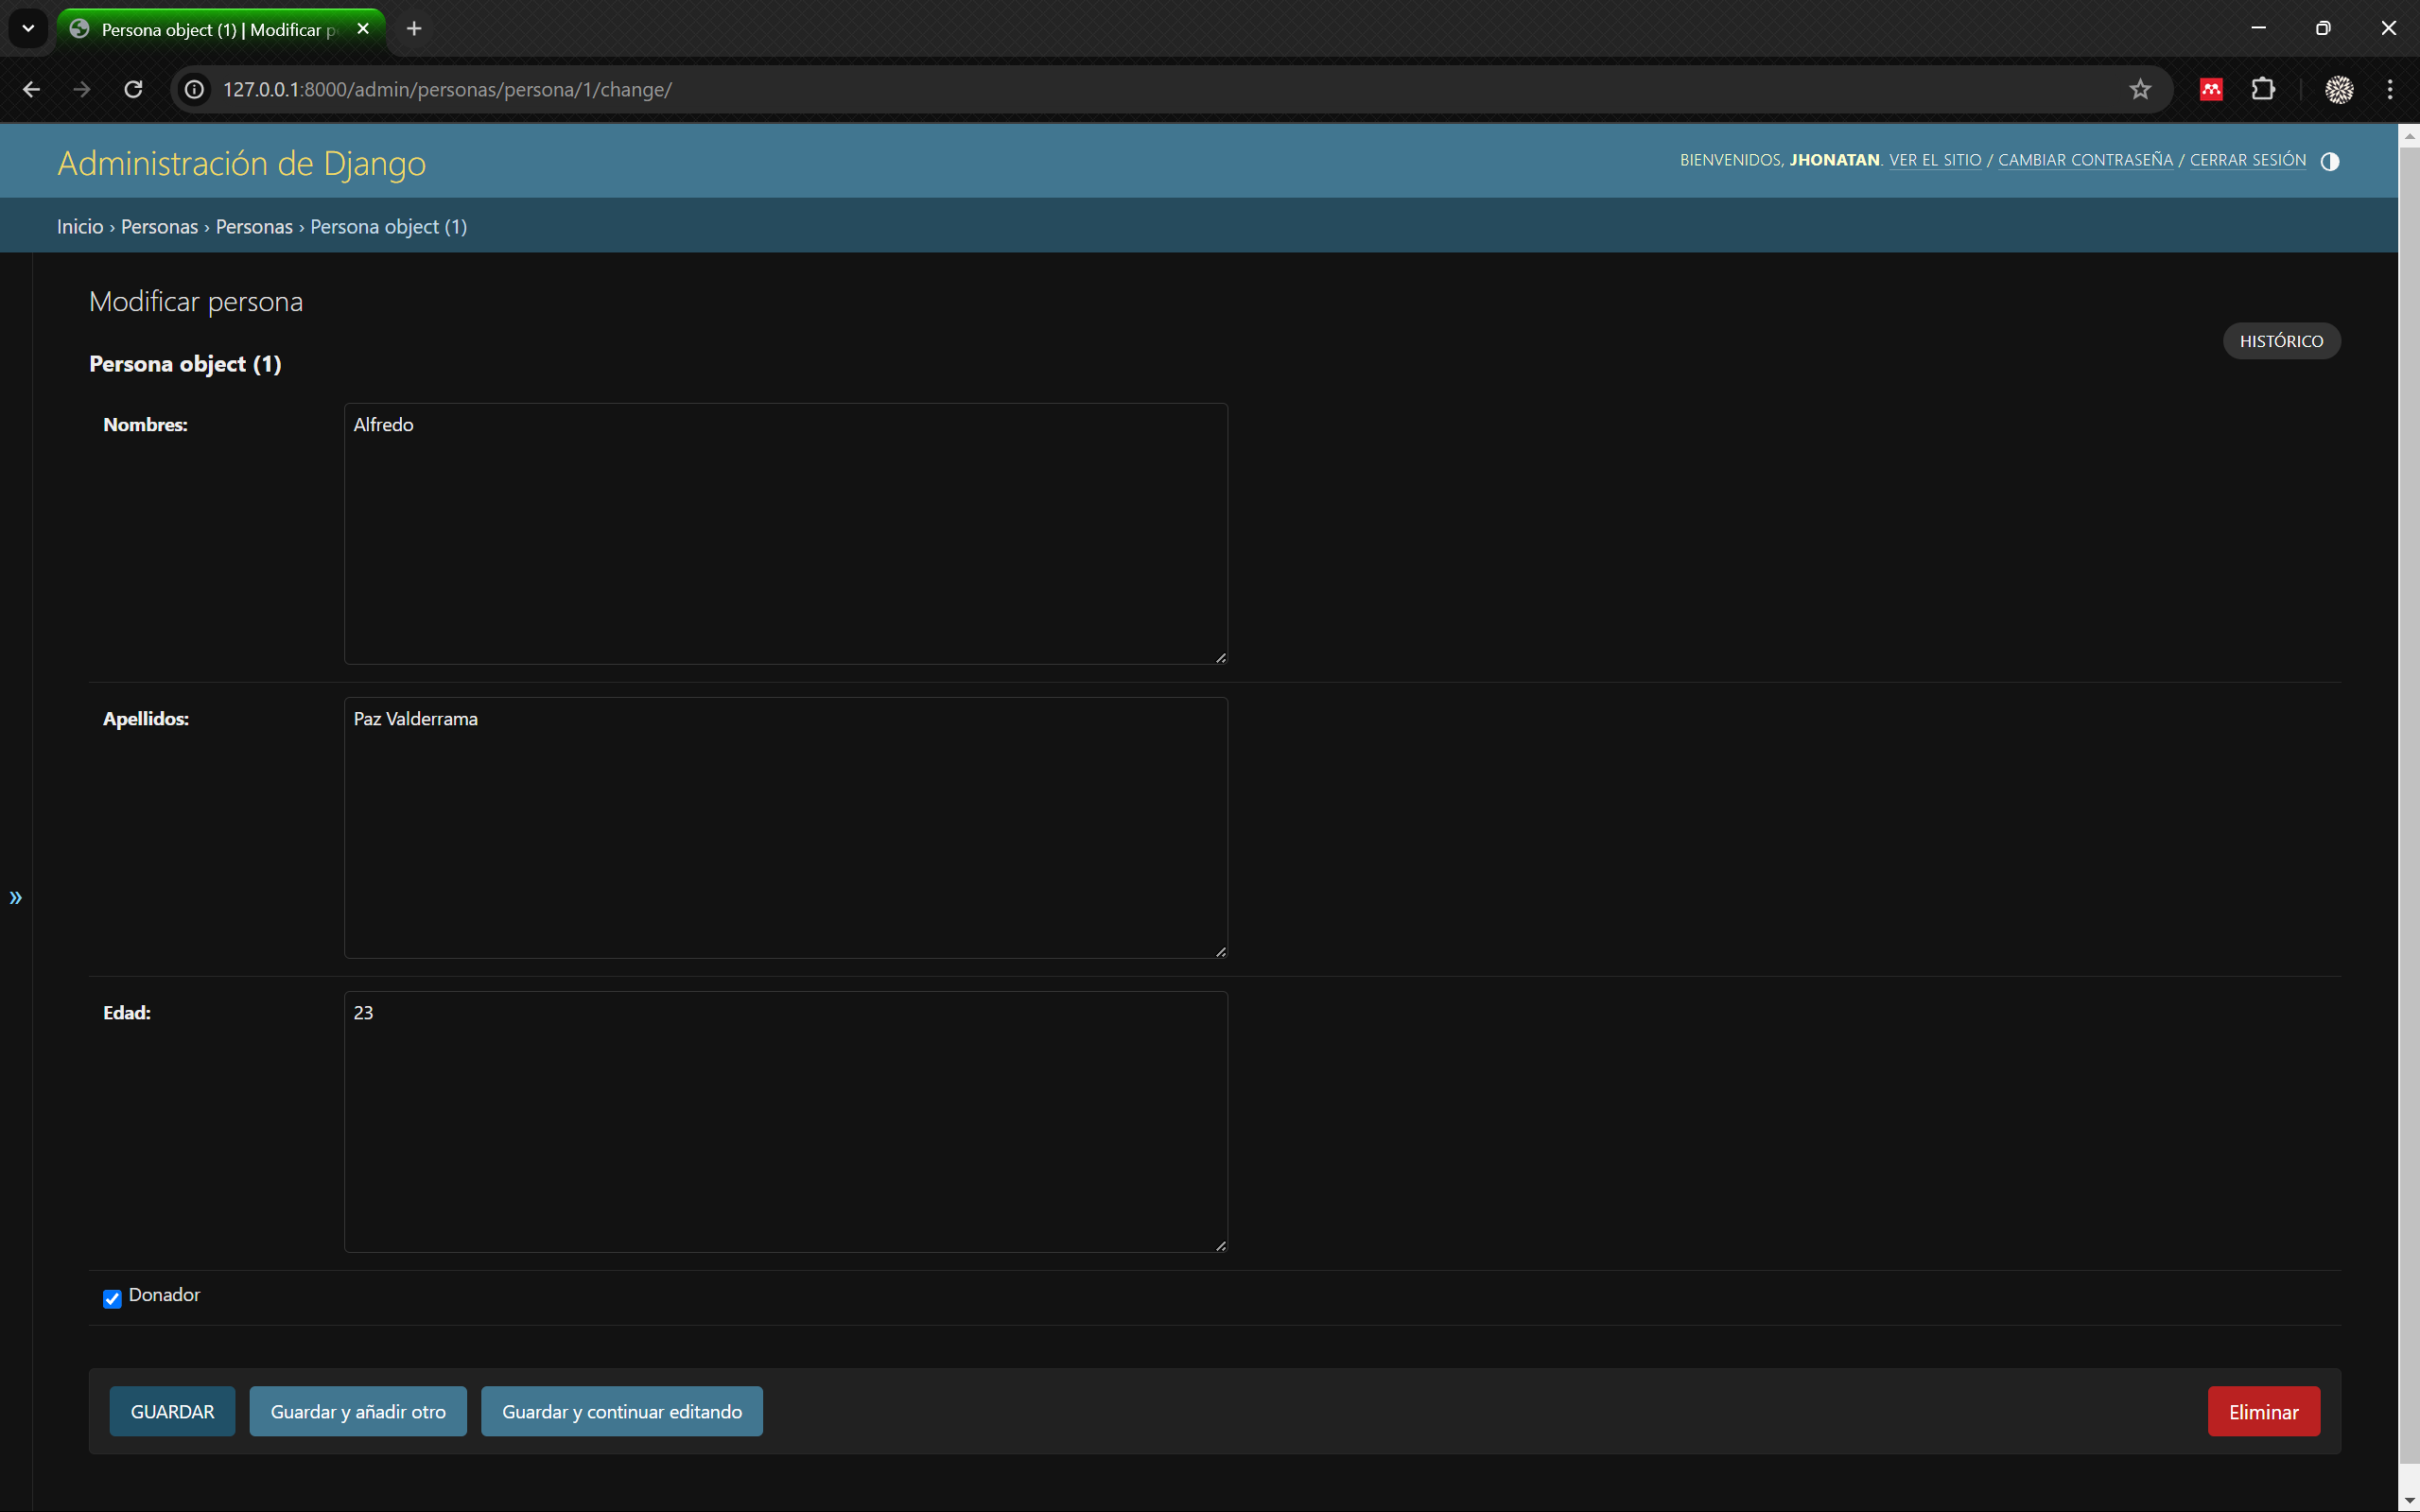 Persona object (1) | Modificar p
127.0.0.1:8000/admin/personas/persona/1/change/
Administración de Django
BIENVENIDOS, JHONATAN. VER EL SITIO / CAMBIAR CONTRASEÑA / CERRAR SESIÓN
Inicio › Personas › Personas › Persona object (1)
Modificar persona
HISTÓRICO
Persona object (1)
Nombres:
Alfredo
Apellidos:
Paz Valderrama
»
Edad:
23
Donador
GUARDAR
Guardar y añadir otro
Guardar y continuar editando
Eliminar